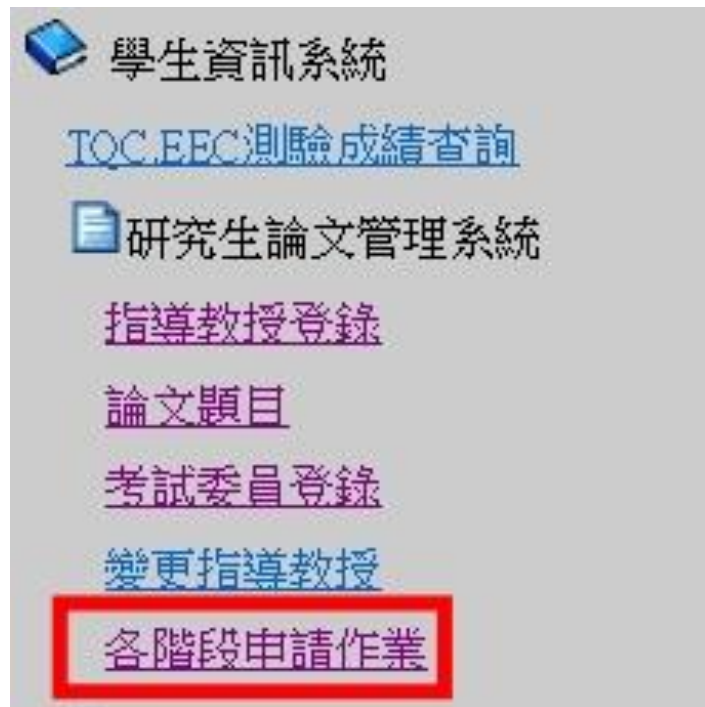 學生資訊系統
TQC,EEC測驗成績查詢
研究生論文管理系統
指導教授登錄
論文題目
考試委員登錄
變更指導教授
各階段申請作業